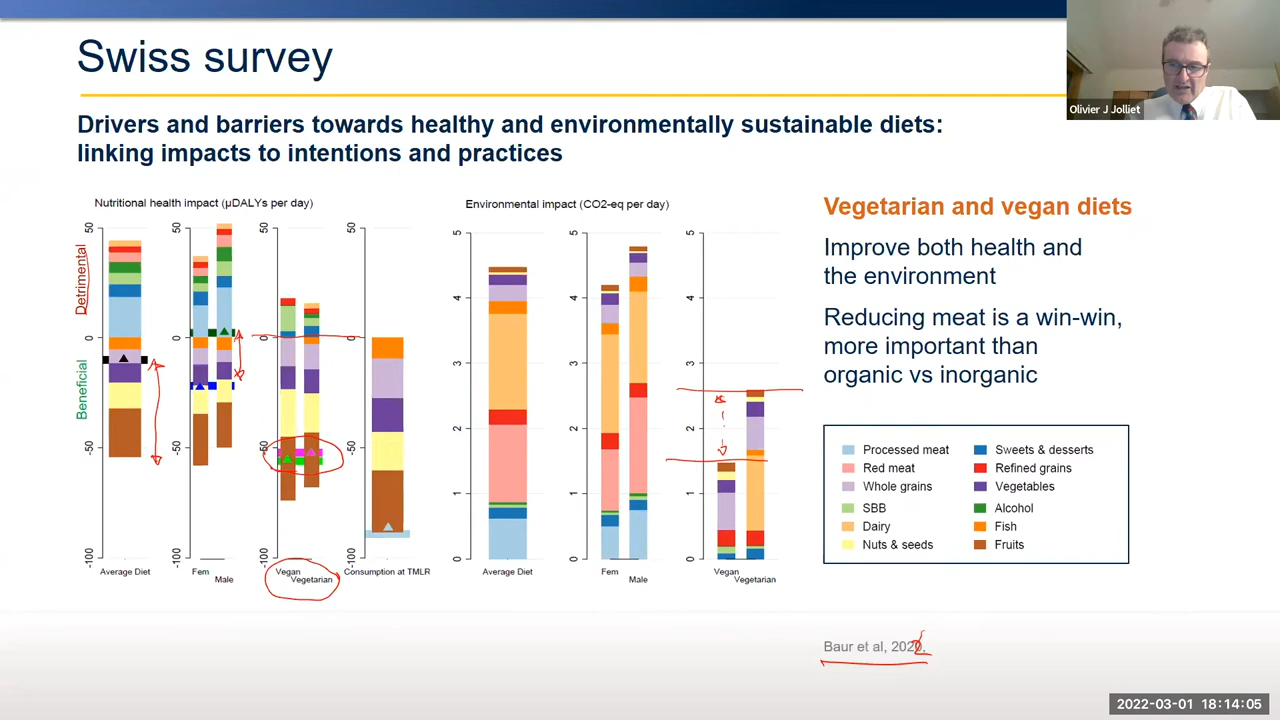 Swiss survey
Olivier J Jolliet
Drivers and barriers towards healthy and environmentally sustainable diets:
linking impacts to intentions and practices
Nutritional health impact (µDALYs per day)
50
0
-50
-100
Detrimental
Beneficial
Average Diet
50
0
-50
-100
Fem
Male
50
0
-50
-100
Vegan
Vegetarian
50
0
-50
-100
Consumption at TMLR
Environmental impact (CO2-eq per day)
5
4
3
2
1
0
Average Diet
5
4
3
2
1
0
Fem
Male
5
4
3
2
1
0
Vegan
Vegetarian
Vegetarian and vegan diets
Improve both health and
the environment
Reducing meat is a win-win,
more important than
organic vs inorganic
Processed meat
Sweets & desserts
Red meat
Refined grains
Whole grains
Vegetables
SBB
Alcohol
Dairy
Fish
Nuts & seeds
Fruits
Baur et al, 2022.
2022-03-01 18:14:05